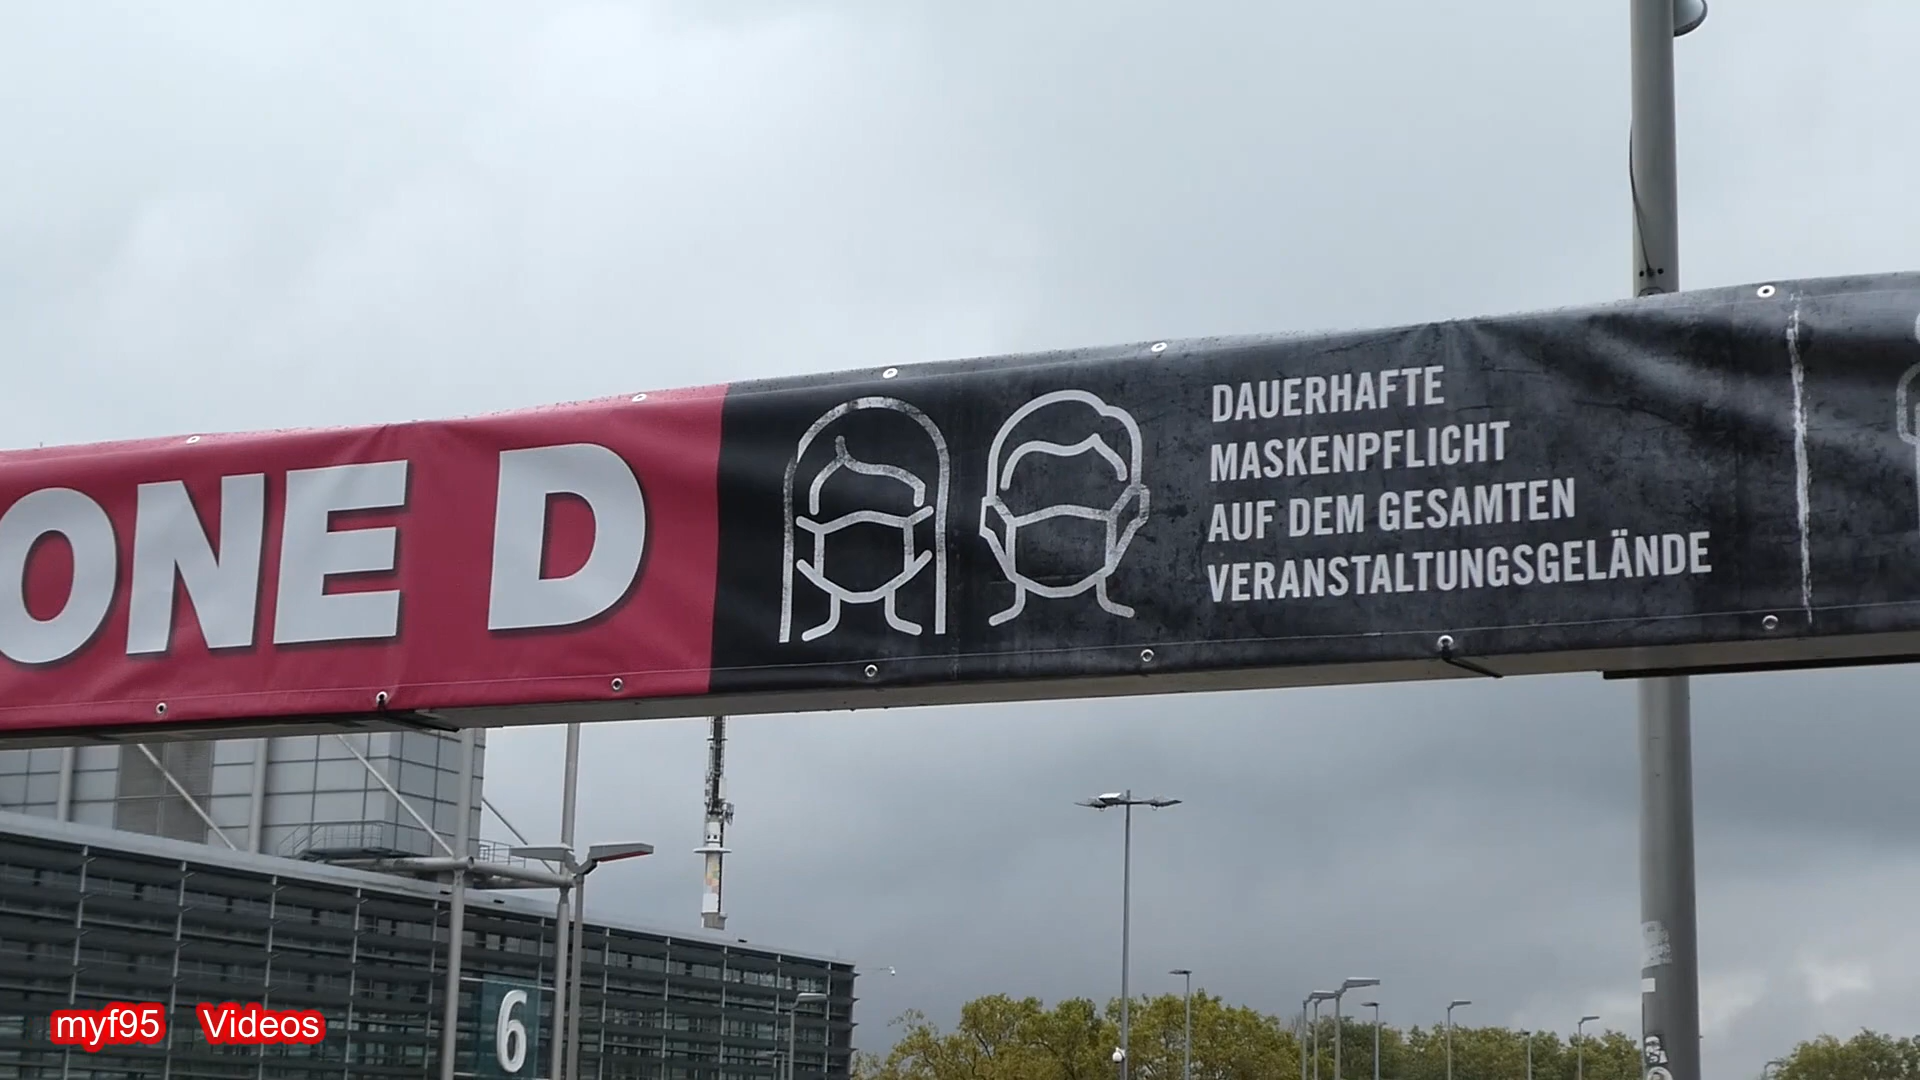 ONE D
DAUERHAFTE
MASKENPFLICHT
AUF DEM GESAMTEN
VERANSTALTUNGSGELÄNDE
6
myf95 Videos